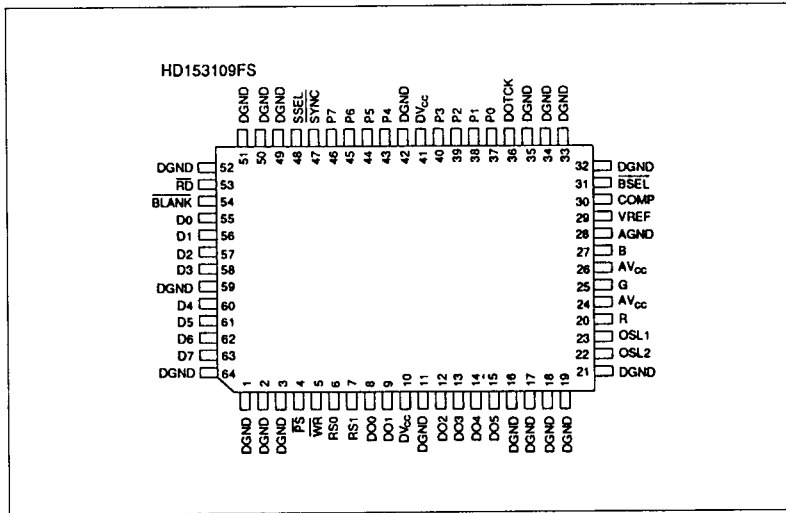 HD153109FS
DGND DGND DGND SSEL SYNC P7 P6 P5 P4 DGND DVCC P3 P2 P1 P0 DOTCK DGND DGND DGND
51 50 49 48 47 46 45 44 43 42 41 40 39 38 37 36 35 34 33
DGND 52
RD 53
BLANK 54
D0 55
D1 56
D2 57
D3 58
DGND 59
D4 60
D5 61
D6 62
D7 63
DGND 64
32 DGND
31 BSEL
30 COMP
29 VREF
28 AGND
27 B
26 AVCC
25 G
24 AVCC
20 R
23 OSL1
22 OSL2
21 DGND
1 2 3 4 5 6 7 8 9 10 11 12 13 14 15 16 17 18 19
DGND DGND DGND PS WR RS0 RS1 DO0 DO1 DVCC DGND DO2 DO3 DO4 DO5 DGND DGND DGND DGND